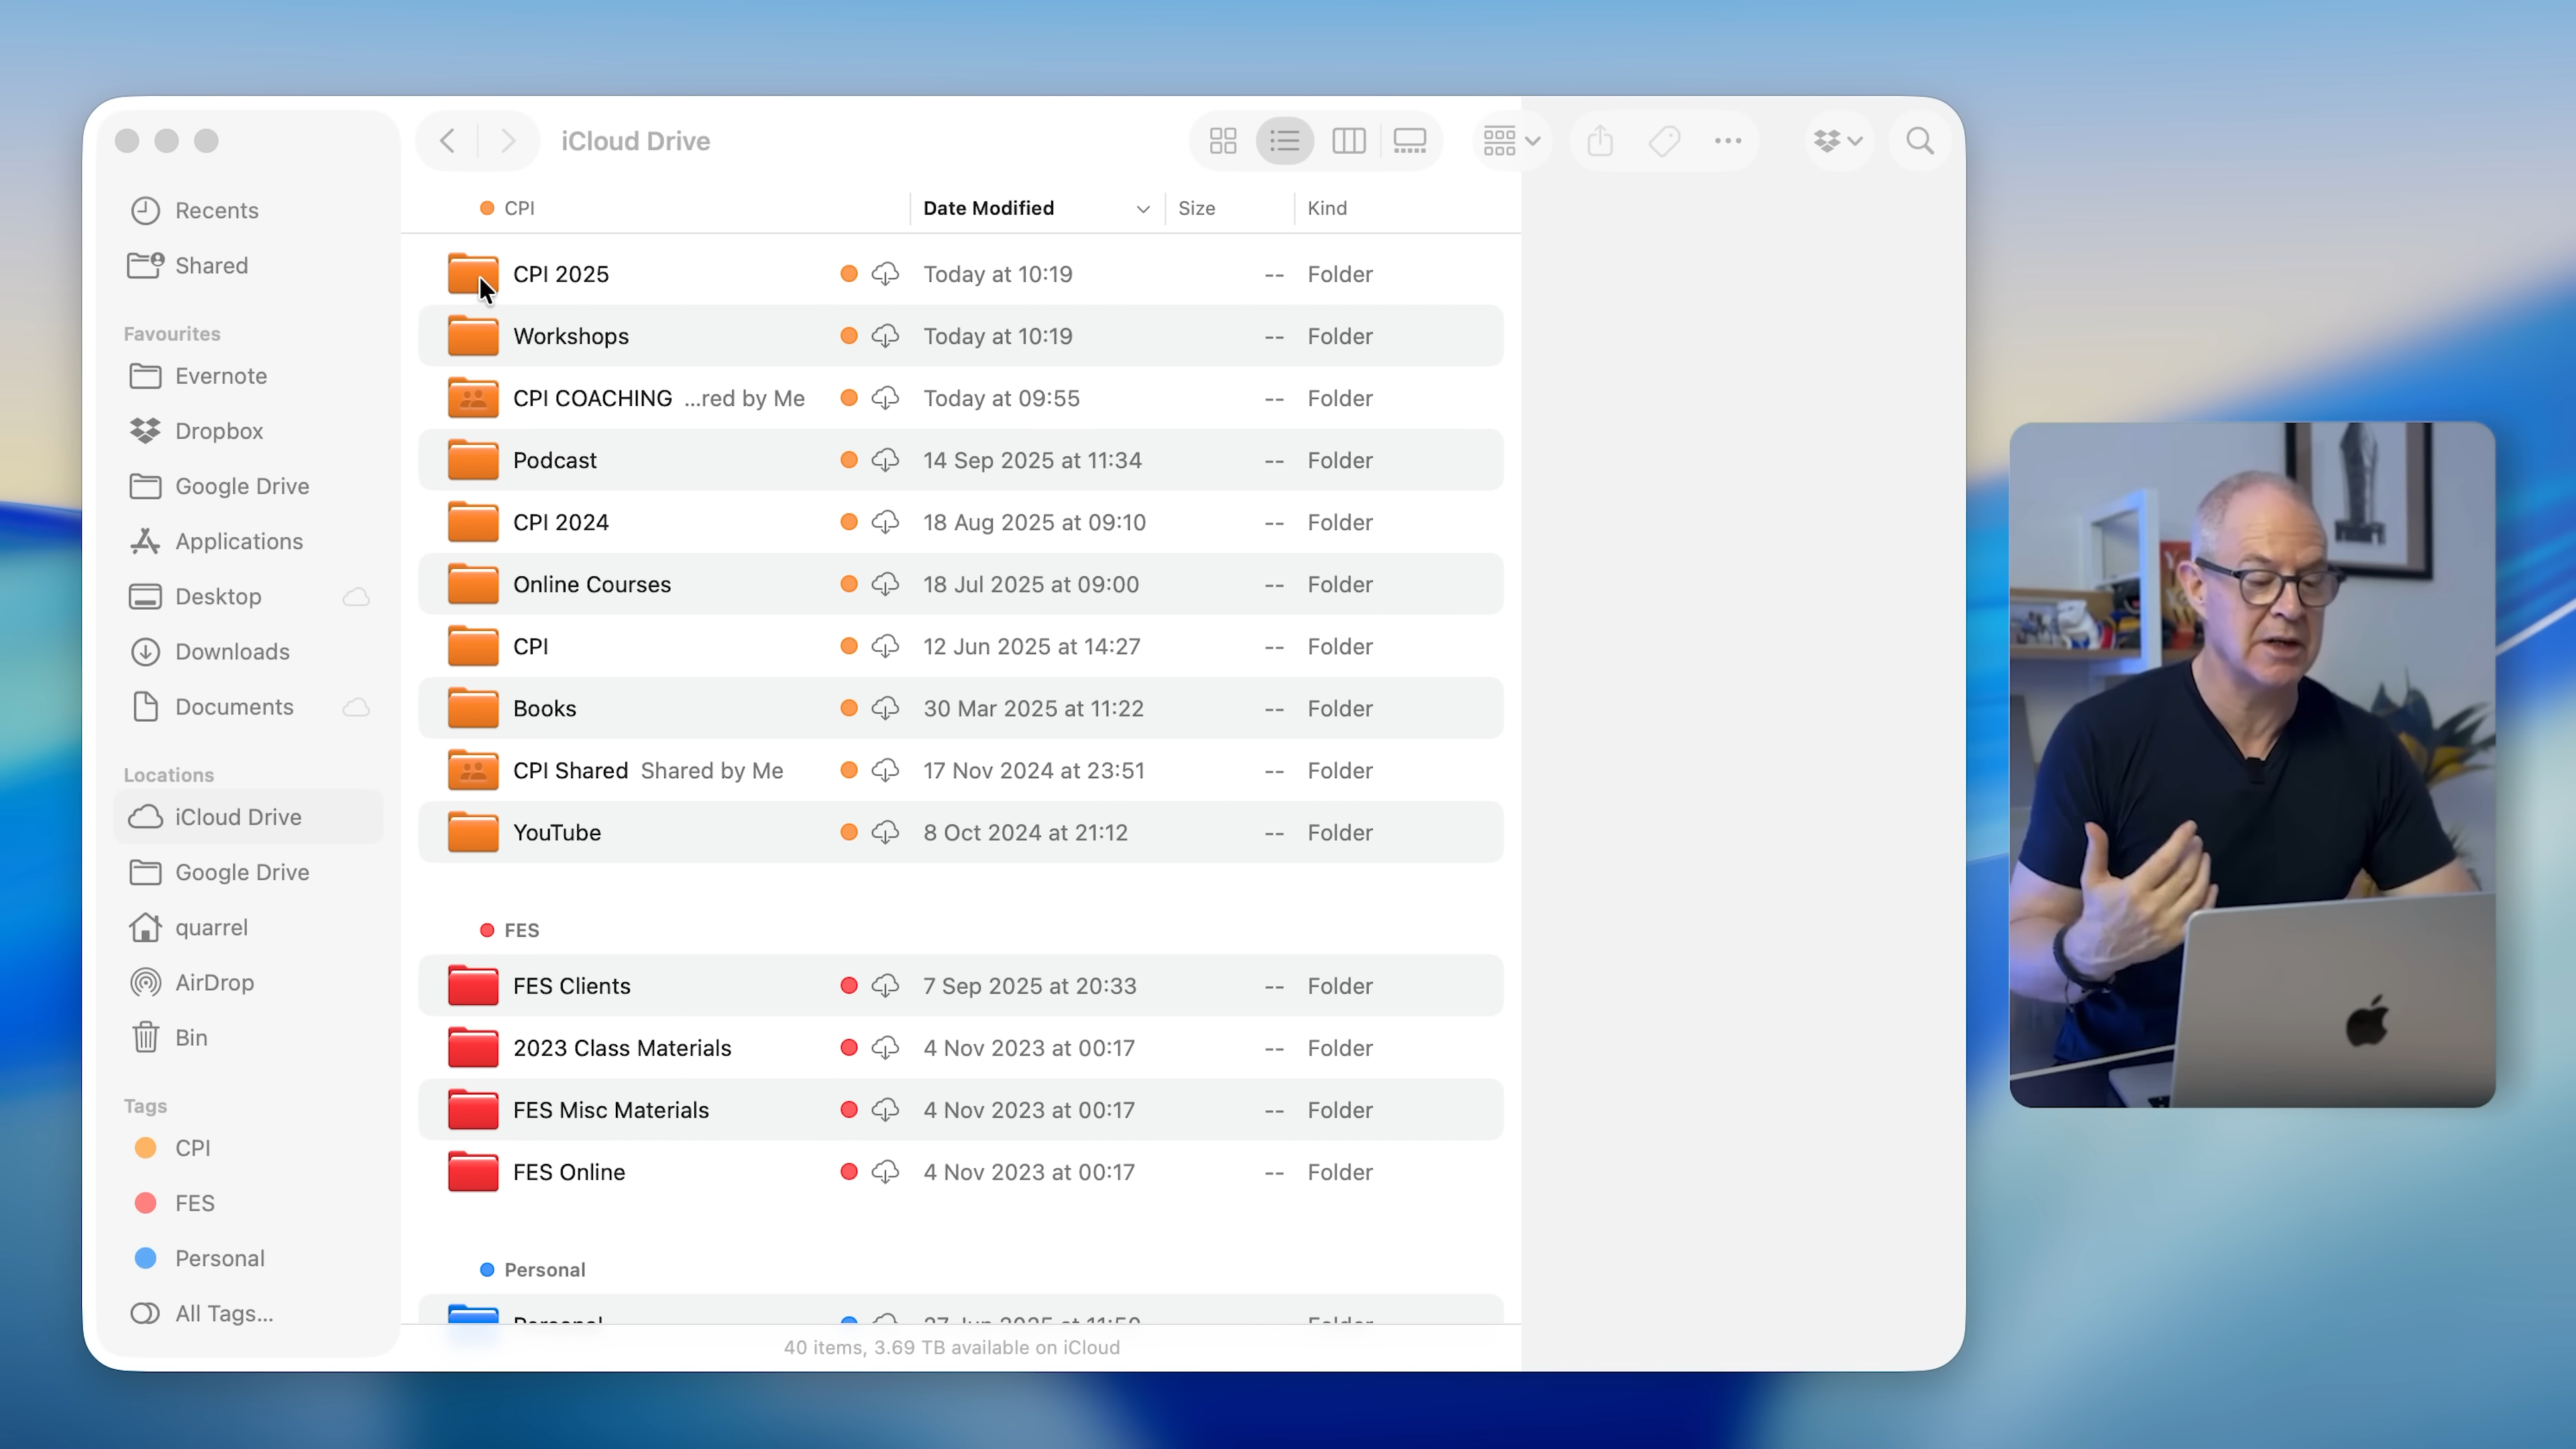 iCloud Drive
Recents
Shared
Favourites
Evernote
Dropbox
Google Drive
Applications
Desktop
Downloads
Documents
Locations
iCloud Drive
Google Drive
quarrel
AirDrop
Bin
Tags
CPI
FES
Personal
All Tags...
CPI Date Modified Size Kind
CPI 2025 Today at 10:19 -- Folder
Workshops Today at 10:19 -- Folder
CPI COACHING ...red by Me Today at 09:55 -- Folder
Podcast 14 Sep 2025 at 11:34 -- Folder
CPI 2024 18 Aug 2025 at 09:10 -- Folder
Online Courses 18 Jul 2025 at 09:00 -- Folder
CPI 12 Jun 2025 at 14:27 -- Folder
Books 30 Mar 2025 at 11:22 -- Folder
CPI Shared Shared by Me 17 Nov 2024 at 23:51 -- Folder
YouTube 8 Oct 2024 at 21:12 -- Folder
FES
FES Clients 7 Sep 2025 at 20:33 -- Folder
2023 Class Materials 4 Nov 2023 at 00:17 -- Folder
FES Misc Materials 4 Nov 2023 at 00:17 -- Folder
FES Online 4 Nov 2023 at 00:17 -- Folder
Personal
Personal 27 Jun 2025 at 11:50 Folder
40 items, 3.69 TB available on iCloud